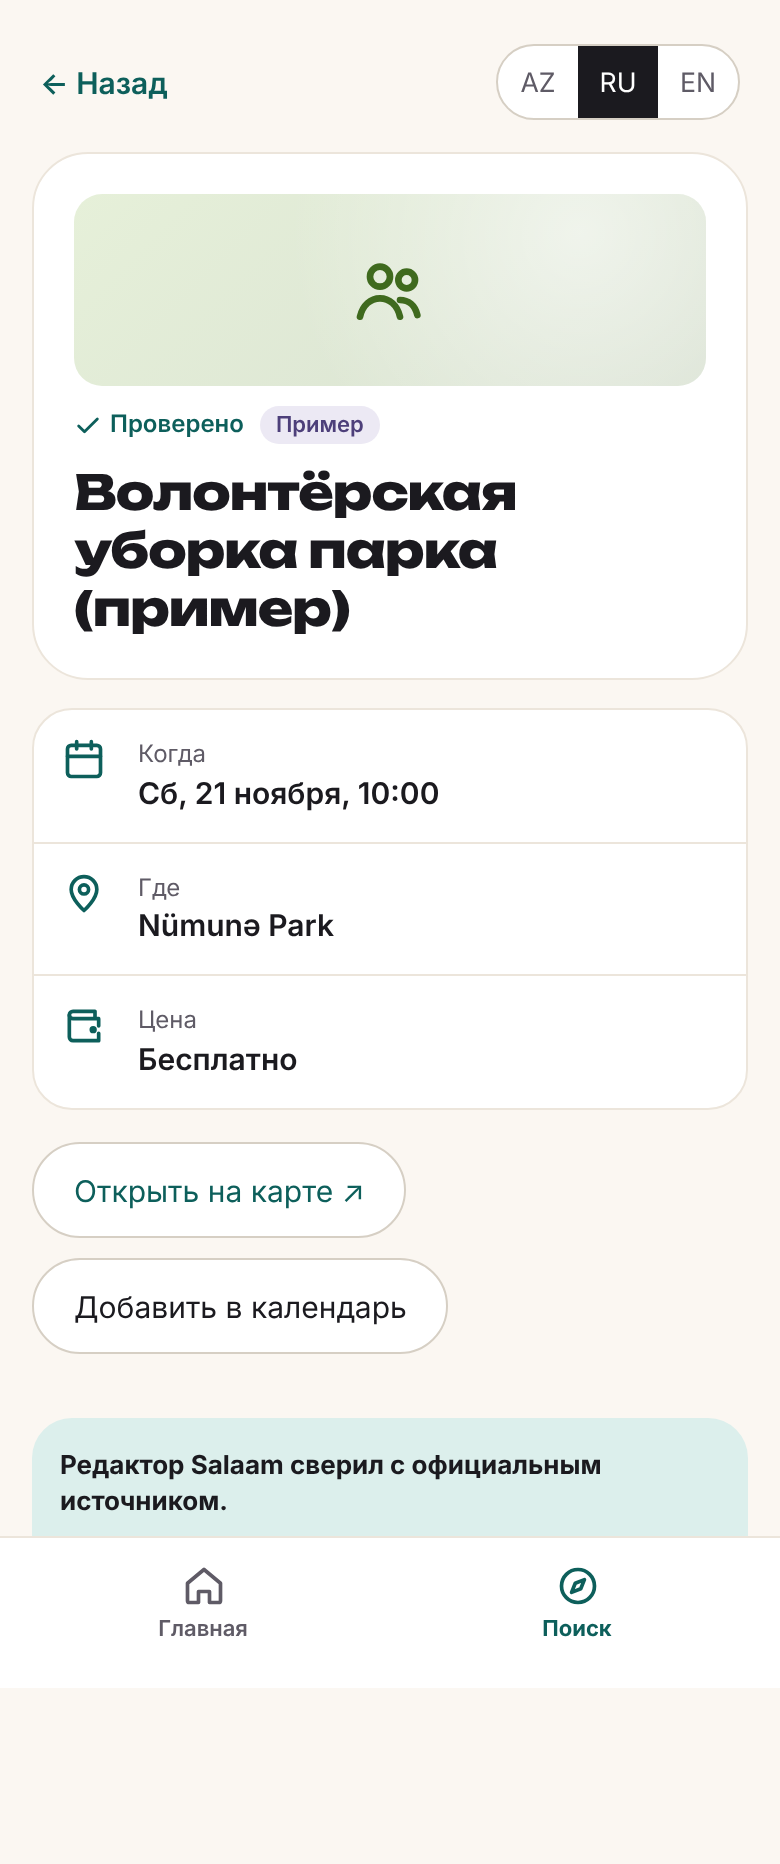 ← Назад
AZ RU EN
Проверено Пример
Волонтёрская
уборка парка
(пример)
Когда
Сб, 21 ноября, 10:00
Где
Nümunə Park
Цена
Бесплатно
Открыть на карте ↗
Добавить в календарь
Редактор Salaam сверил с официальным
источником.
Главная Поиск